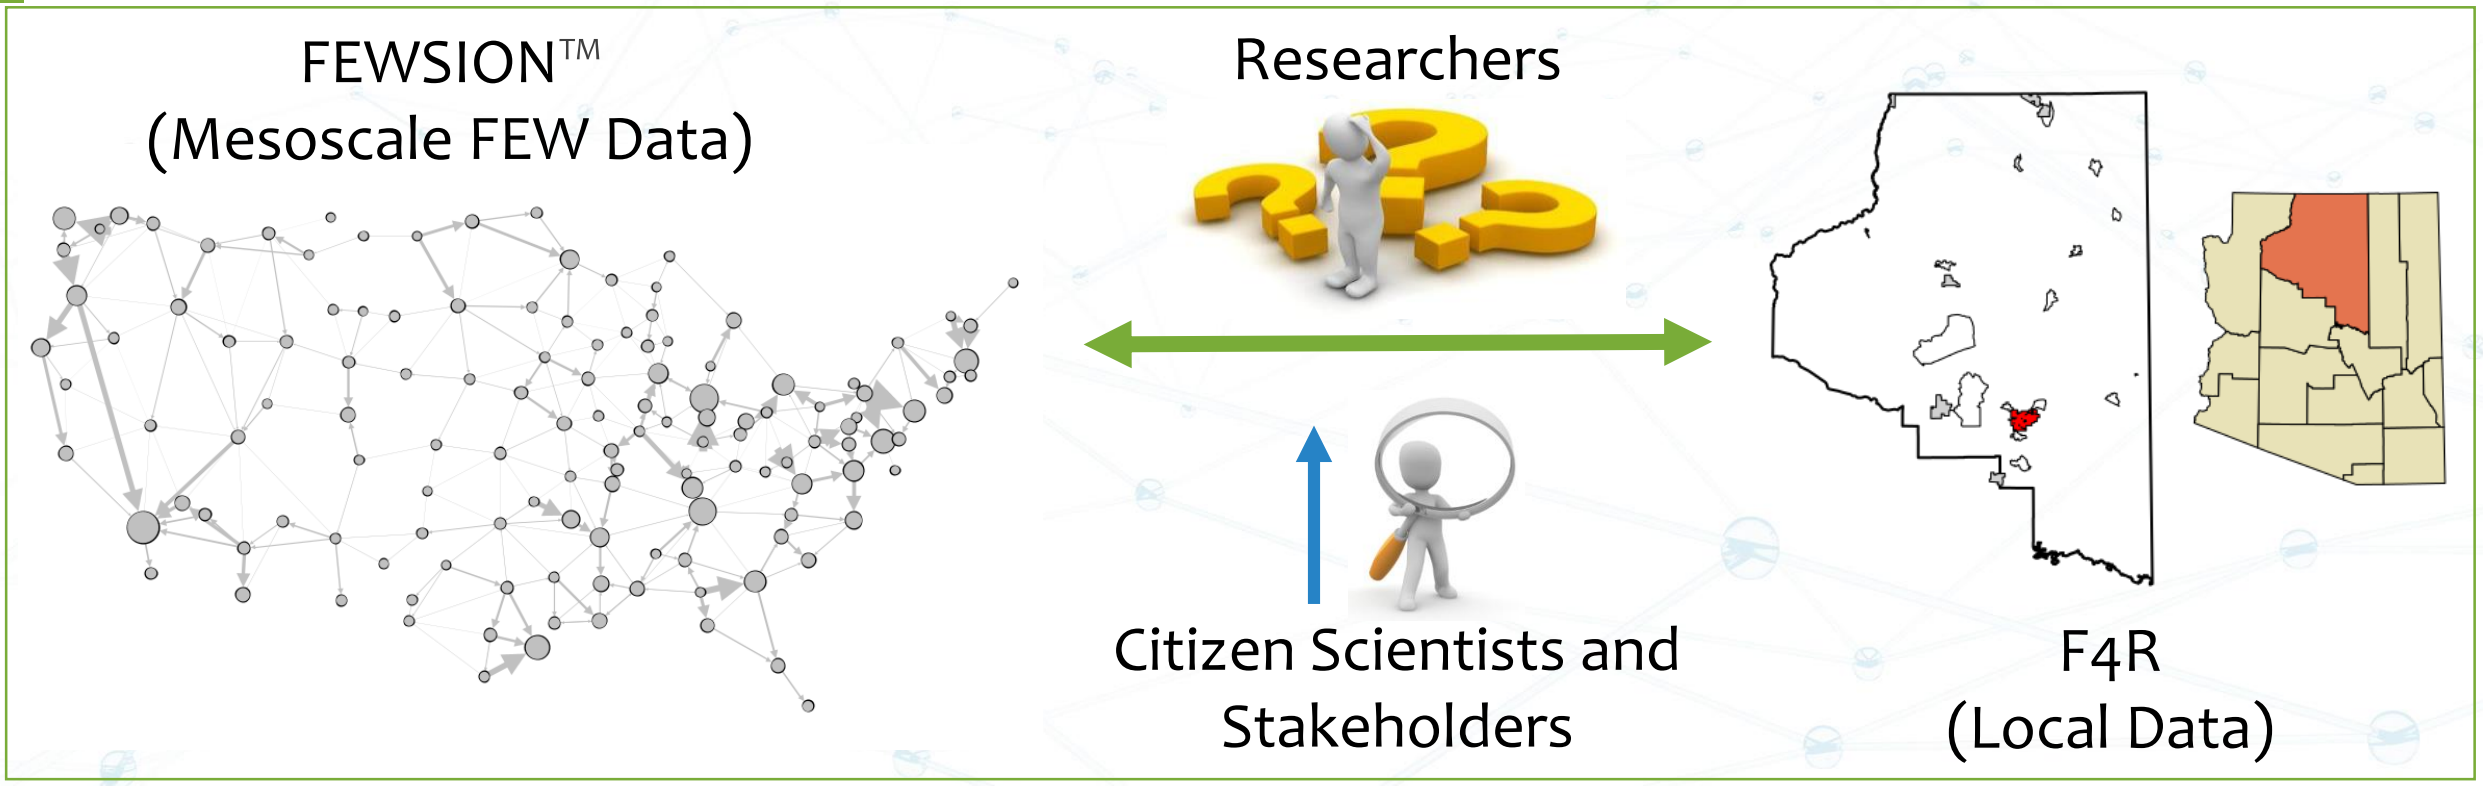 FEWSION™
(Mesoscale FEW Data)
Researchers
Citizen Scientists and
Stakeholders
F4R
(Local Data)